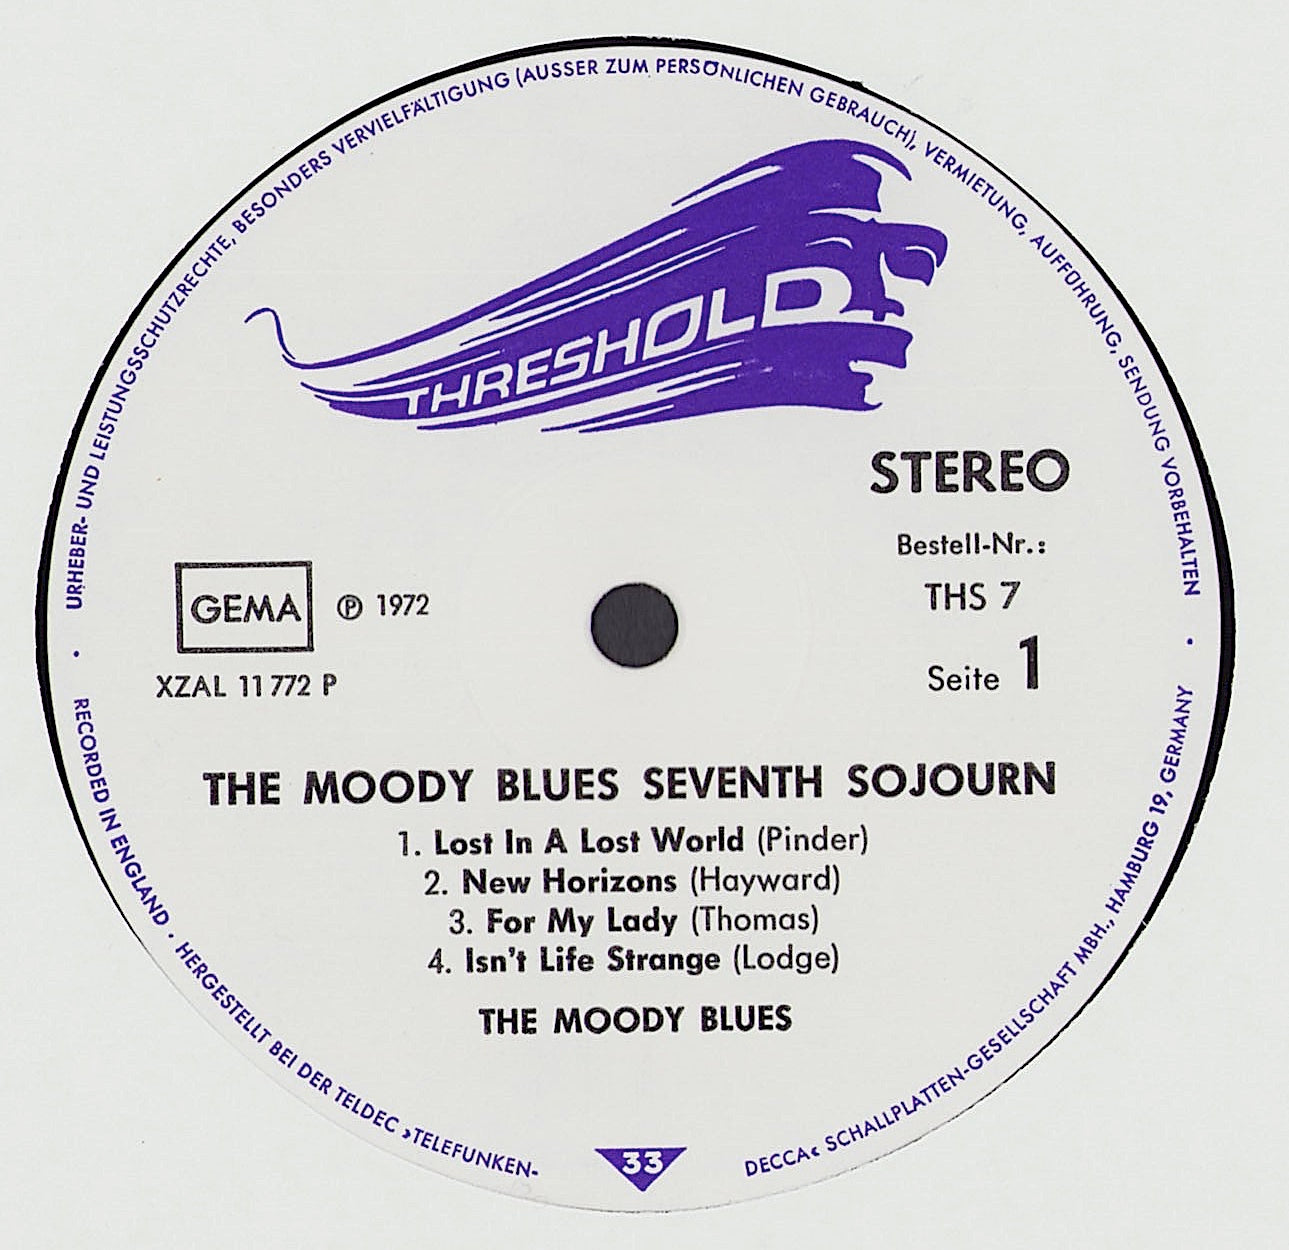 URHEBER- UND LEISTUNGSSCHUTZRECHTE, BESONDERS VERVIELFÄLTIGUNG (AUSSER ZUM PERSÖNLICHEN GEBRAUCH), VERMIETUNG, AUFFÜHRUNG, SENDUNG VORBEHALTEN
THRESHOLD
STEREO
Bestell-Nr.:
THS 7
Seite 1
GEMA ℗ 1972
XZAL 11 772 P
THE MOODY BLUES SEVENTH SOJOURN
1. Lost In A Lost World (Pinder)
2. New Horizons (Hayward)
3. For My Lady (Thomas)
4. Isn't Life Strange (Lodge)
THE MOODY BLUES
33
• RECORDED IN ENGLAND • HERGESTELLT BEI DER TELDEC ›TELEFUNKEN-DECCA‹ SCHALLPLATTEN-GESELLSCHAFT MBH., HAMBURG 19, GERMANY •